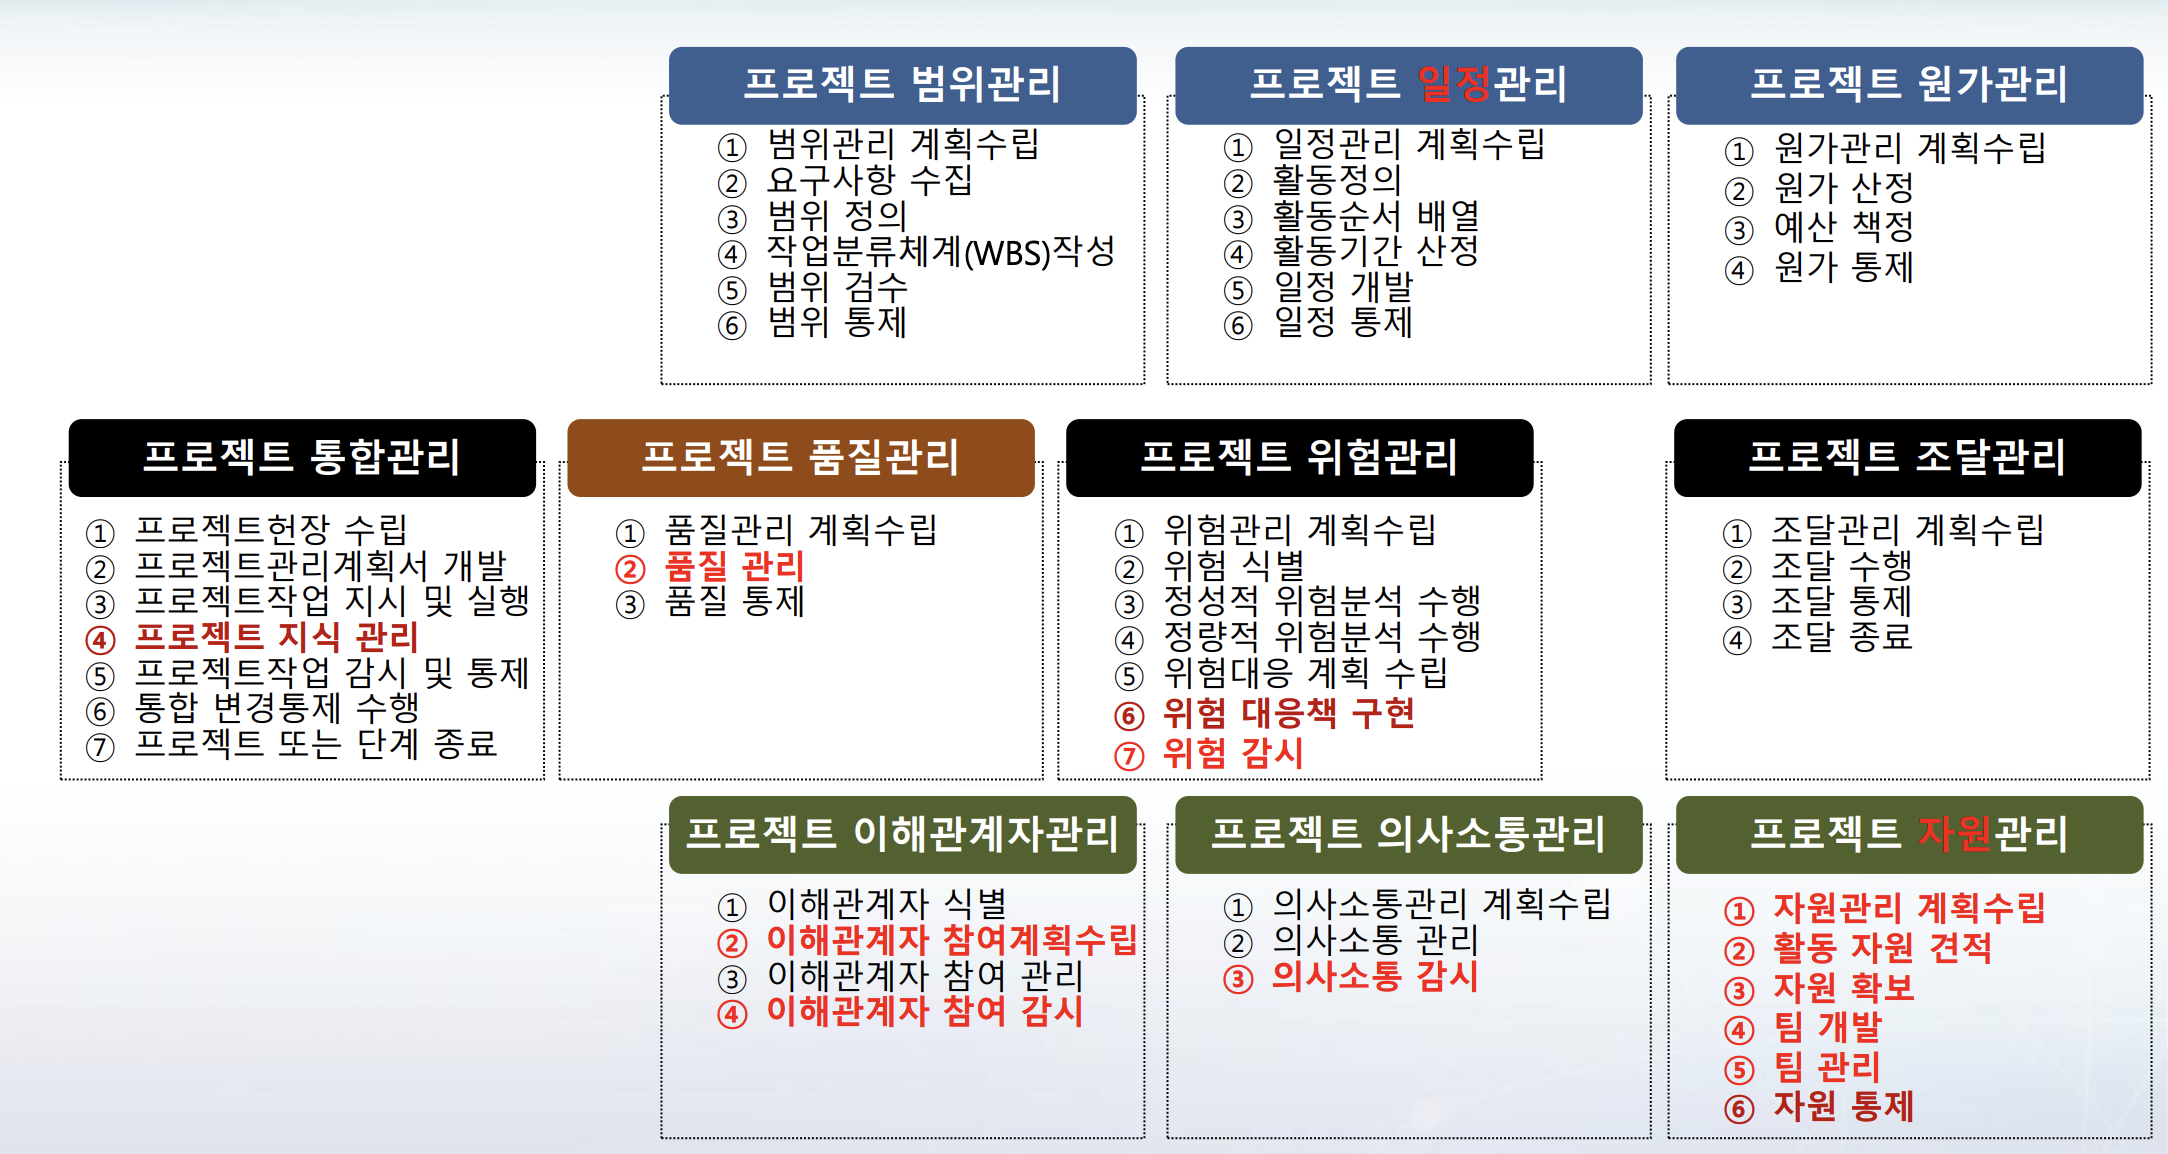 프로젝트 범위관리
① 범위관리 계획수립
② 요구사항 수집
③ 범위 정의
④ 작업분류체계(WBS)작성
⑤ 범위 검수
⑥ 범위 통제
프로젝트 일정관리
① 일정관리 계획수립
② 활동정의
③ 활동순서 배열
④ 활동기간 산정
⑤ 일정 개발
⑥ 일정 통제
프로젝트 원가관리
① 원가관리 계획수립
② 원가 산정
③ 예산 책정
④ 원가 통제
프로젝트 통합관리
① 프로젝트헌장 수립
② 프로젝트관리계획서 개발
③ 프로젝트작업 지시 및 실행
④ 프로젝트 지식 관리
⑤ 프로젝트작업 감시 및 통제
⑥ 통합 변경통제 수행
⑦ 프로젝트 또는 단계 종료
프로젝트 품질관리
① 품질관리 계획수립
② 품질 관리
③ 품질 통제
프로젝트 위험관리
① 위험관리 계획수립
② 위험 식별
③ 정성적 위험분석 수행
④ 정량적 위험분석 수행
⑤ 위험대응 계획 수립
⑥ 위험 대응책 구현
⑦ 위험 감시
프로젝트 조달관리
① 조달관리 계획수립
② 조달 수행
③ 조달 통제
④ 조달 종료
프로젝트 이해관계자관리
① 이해관계자 식별
② 이해관계자 참여계획수립
③ 이해관계자 참여 관리
④ 이해관계자 참여 감시
프로젝트 의사소통관리
① 의사소통관리 계획수립
② 의사소통 관리
③ 의사소통 감시
프로젝트 자원관리
① 자원관리 계획수립
② 활동 자원 견적
③ 자원 확보
④ 팀 개발
⑤ 팀 관리
⑥ 자원 통제